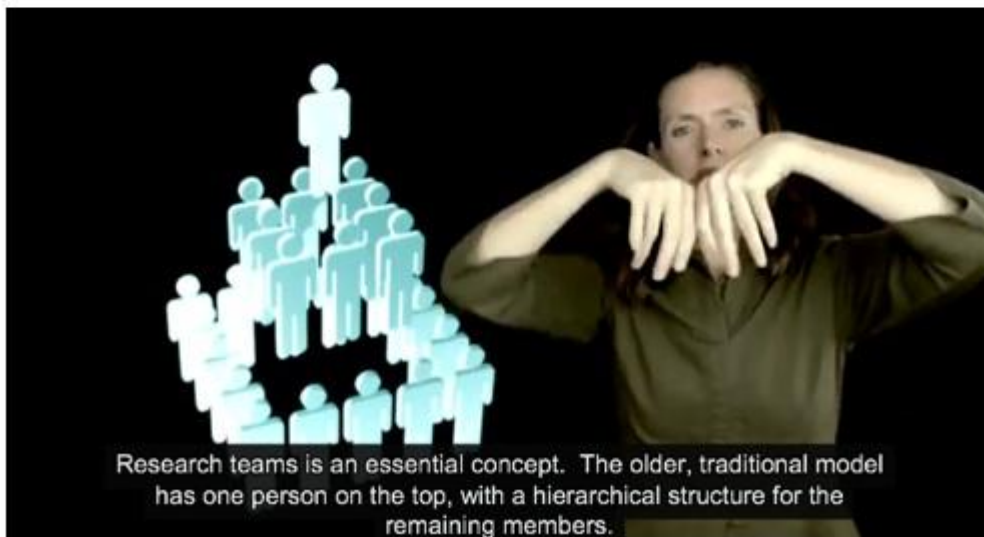 Research teams is an essential concept.  The older, traditional model
has one person on the top, with a hierarchical structure for the
remaining members.